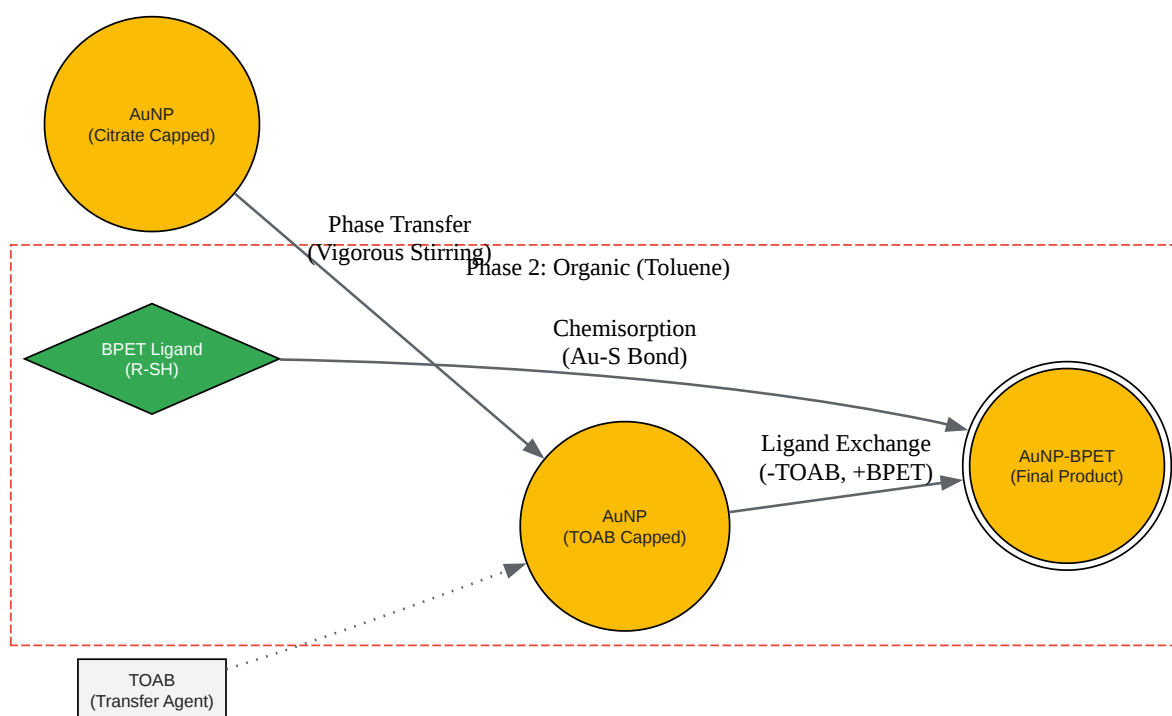 AuNP
(Citrate Capped)
Phase Transfer
(Vigorous Stirring)
Phase 2: Organic (Toluene)
BPET Ligand
(R-SH)
Chemisorption
(Au-S Bond)
Ligand Exchange
(-TOAB, +BPET)
AuNP-BPET
(Final Product)
AuNP
(TOAB Capped)
TOAB
(Transfer Agent)